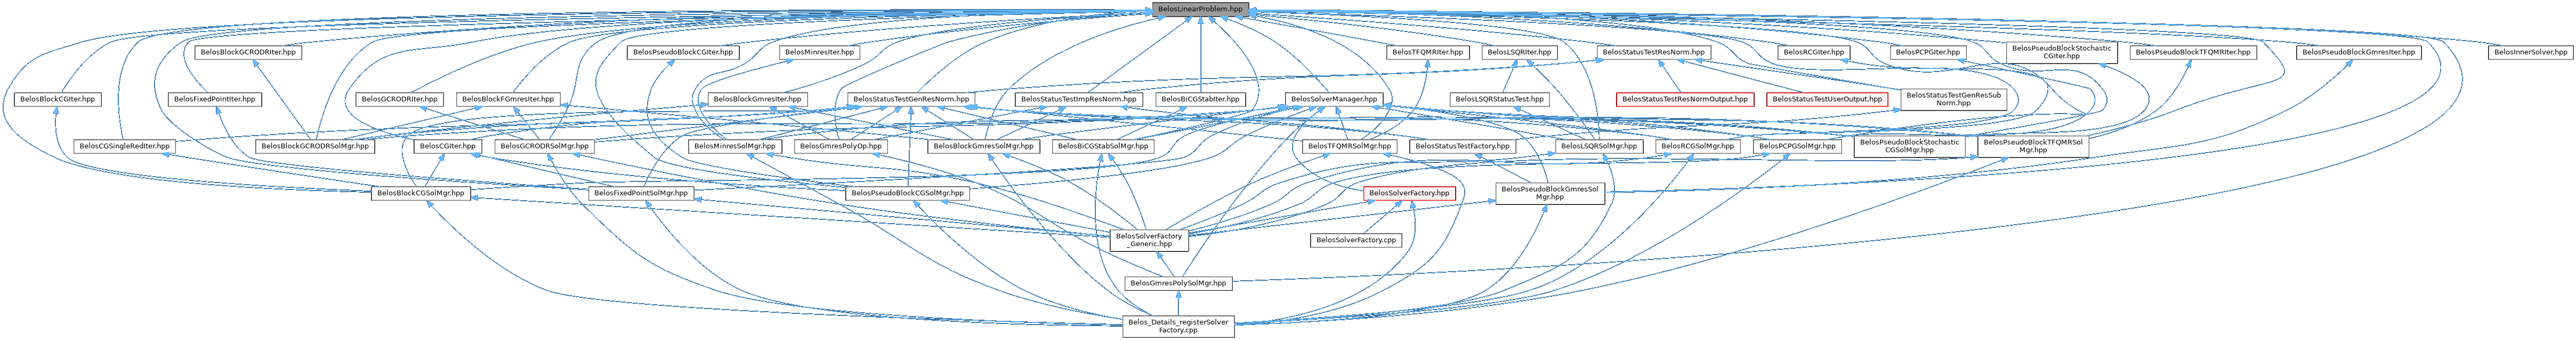 BelosLinearProblem.hpp
BelosBlockGCRODRIter.hpp
BelosPseudoBlockCGIter.hpp
BelosMinresIter.hpp
BelosTFQMRIter.hpp
BelosLSQRIter.hpp
BelosStatusTestResNorm.hpp
BelosRCGIter.hpp
BelosPCPGIter.hpp
BelosPseudoBlockStochastic
CGIter.hpp
BelosPseudoBlockTFQMRIter.hpp
BelosPseudoBlockGmresIter.hpp
BelosInnerSolver.hpp
BelosBlockCGIter.hpp
BelosFixedPointIter.hpp
BelosGCRODRIter.hpp
BelosBlockFGmresIter.hpp
BelosBlockGmresIter.hpp
BelosStatusTestGenResNorm.hpp
BelosStatusTestImpResNorm.hpp
BelosBiCGStabIter.hpp
BelosSolverManager.hpp
BelosLSQRStatusTest.hpp
BelosStatusTestResNormOutput.hpp
BelosStatusTestUserOutput.hpp
BelosStatusTestGenResSub
Norm.hpp
BelosCGSingleRedIter.hpp
BelosBlockGCRODRSolMgr.hpp
BelosCGIter.hpp
BelosGCRODRSolMgr.hpp
BelosMinresSolMgr.hpp
BelosGmresPolyOp.hpp
BelosBlockGmresSolMgr.hpp
BelosBiCGStabSolMgr.hpp
BelosTFQMRSolMgr.hpp
BelosStatusTestFactory.hpp
BelosLSQRSolMgr.hpp
BelosRCGSolMgr.hpp
BelosPCPGSolMgr.hpp
BelosPseudoBlockStochastic
CGSolMgr.hpp
BelosPseudoBlockTFQMRSol
Mgr.hpp
BelosBlockCGSolMgr.hpp
BelosFixedPointSolMgr.hpp
BelosPseudoBlockCGSolMgr.hpp
BelosSolverFactory.hpp
BelosPseudoBlockGmresSol
Mgr.hpp
BelosSolverFactory
_Generic.hpp
BelosSolverFactory.cpp
BelosGmresPolySolMgr.hpp
Belos_Details_registerSolver
Factory.cpp